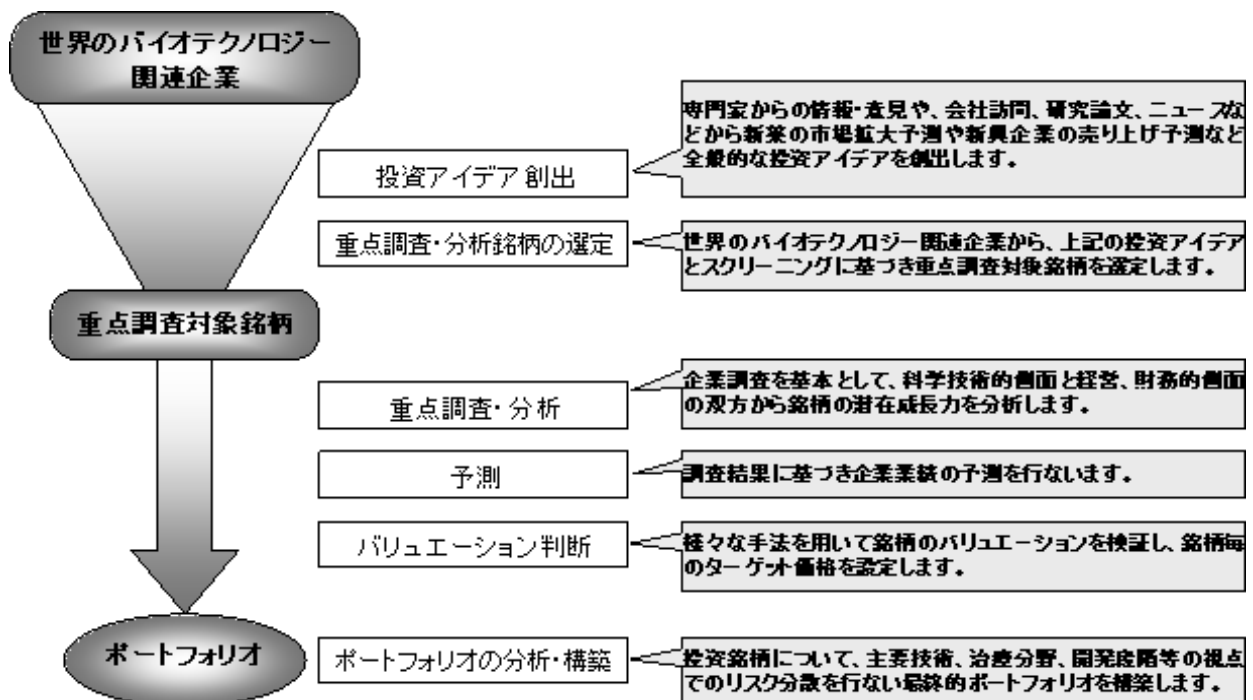 世界のバイオテクノロジー
関連企業
投資アイデア創出
専門家からの情報・意見や、会社訪問、研究論文、ニュースな
どから新薬の市場拡大予測や新興企業の売り上げ予測など
全般的な投資アイデアを創出します。
重点調査・分析銘柄の選定
世界のバイオテクノロジー関連企業から、上記の投資アイデア
とスクリーニングに基づき重点調査対象銘柄を選定します。
重点調査対象銘柄
重点調査・分析
企業調査を基本として、科学技術的側面と経営、財務的側面
の双方から銘柄の潜在成長力を分析します。
予測
調査結果に基づき企業業績の予測を行ないます。
バリュエーション判断
様々な手法を用いて銘柄のバリュエーションを検証し、銘柄毎
のターゲット価格を設定します。
ポートフォリオ
ポートフォリオの分析・構築
投資銘柄について、主要技術、治療分野、開発段階等の視点
でのリスク分散を行ない最終的ポートフォリオを構築します。